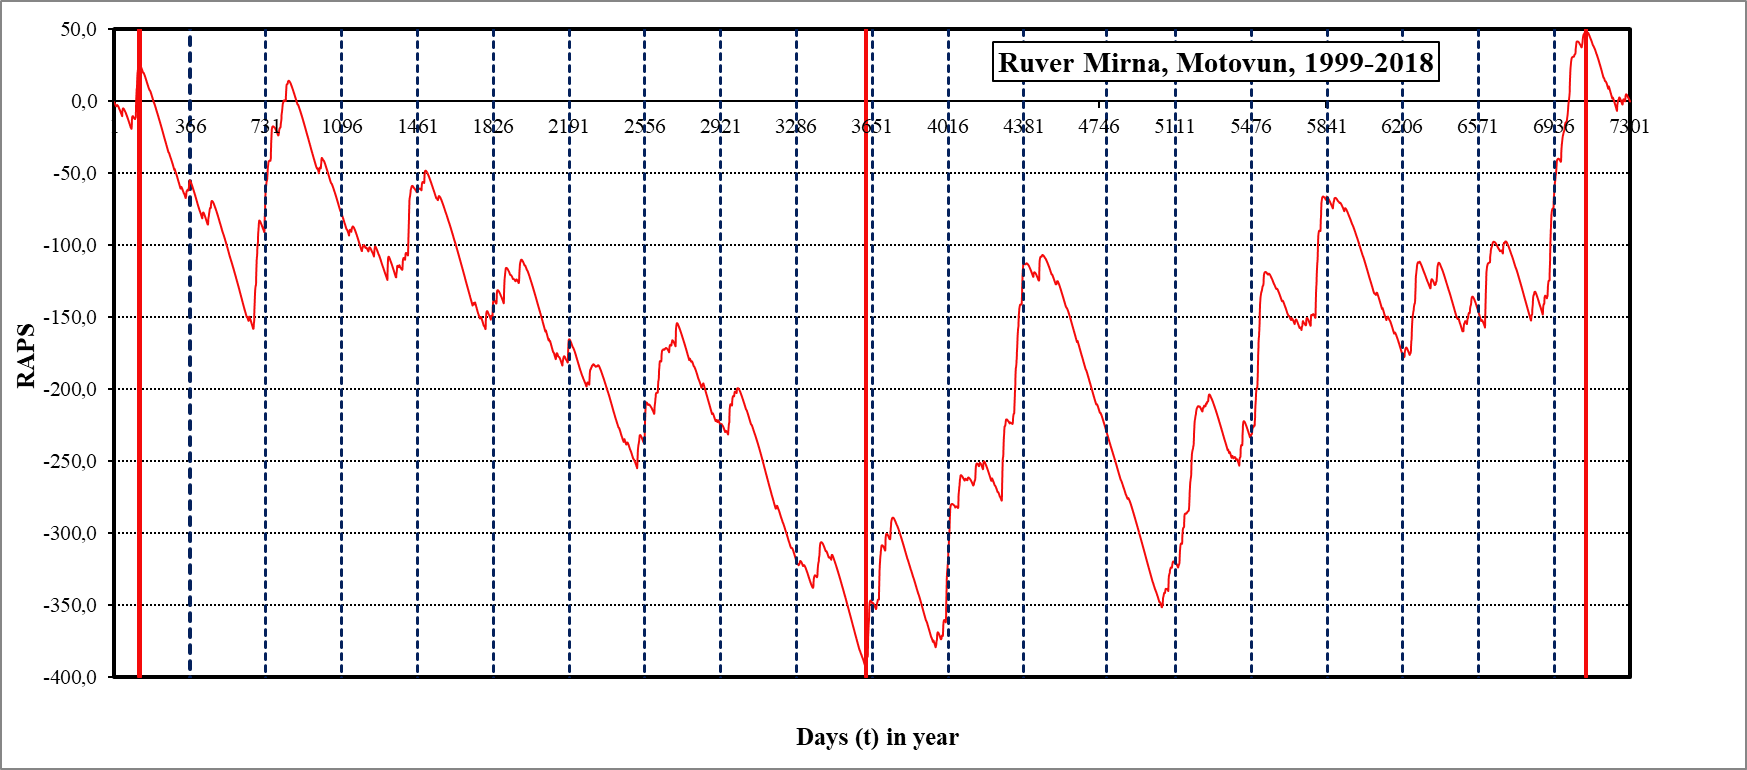 Ruver Mirna, Motovun, 1999-2018
RAPS
50,0
0,0
-50,0
-100,0
-150,0
-200,0
-250,0
-300,0
-350,0
-400,0
1 366 731 1096 1461 1826 2191 2556 2921 3286 3651 4016 4381 4746 5111 5476 5841 6206 6571 6936 7301
Days (t) in year